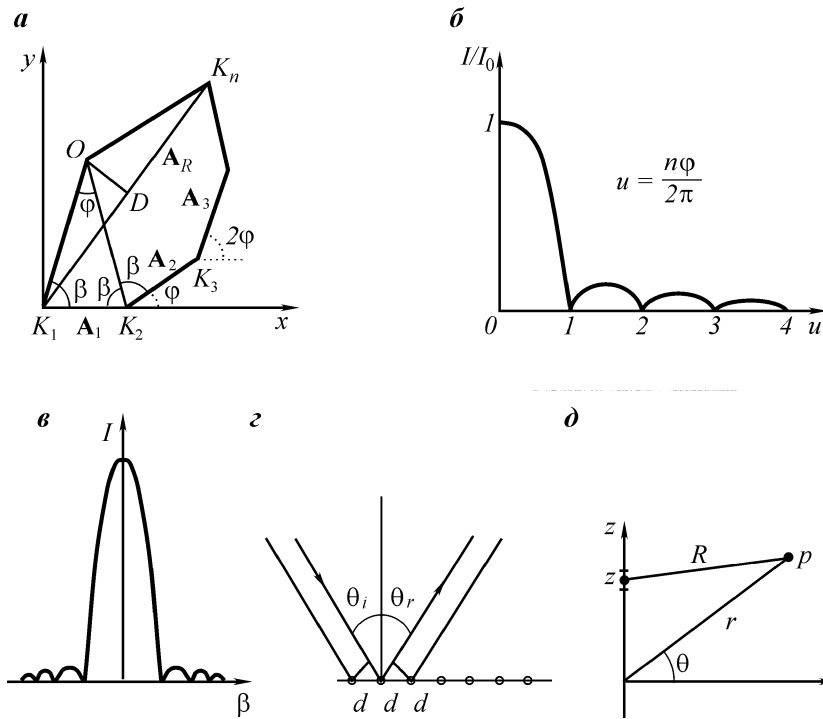 а
y
K_n
O
A_R
D
φ
A_3
2φ
A_2
β
β
β
φ
K_3
K_1
A_1
K_2
x
б
I/I_0
1
u = nφ/2π
0
1
2
3
4
u
в
I
β
г
θ_i
θ_r
d
d
d
д
z
z
R
p
r
θ